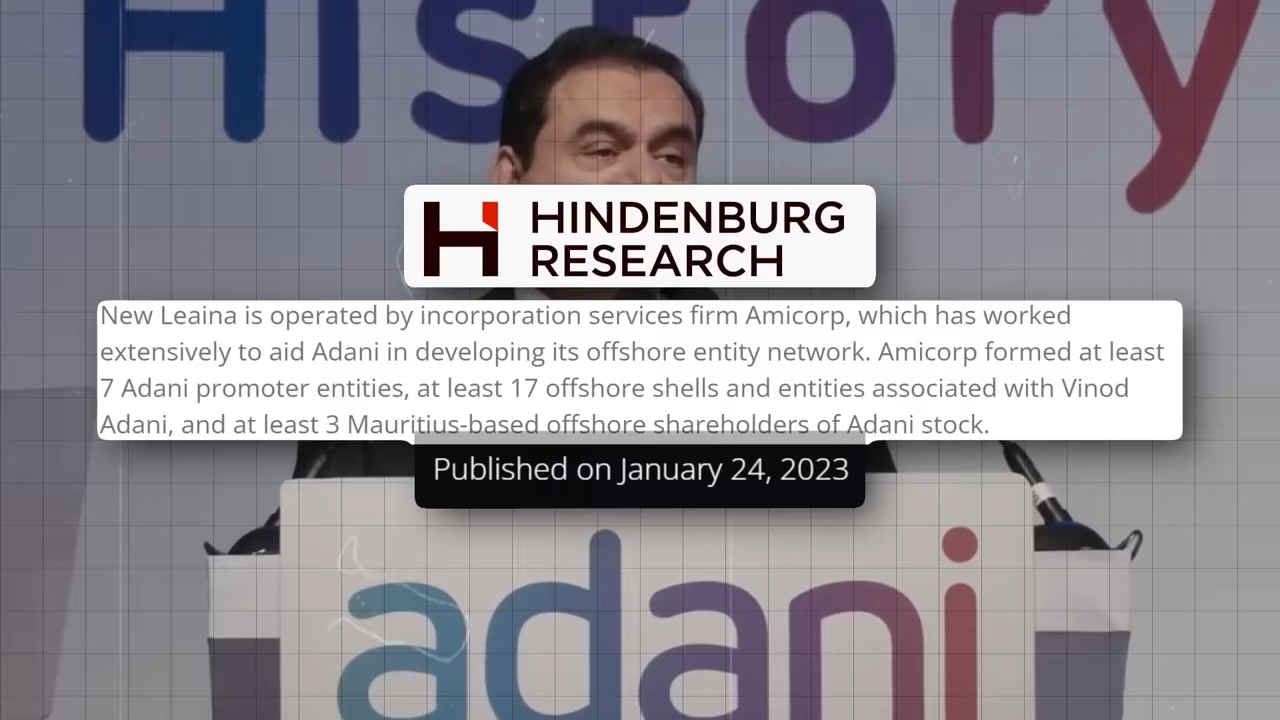 History
HINDENBURG
RESEARCH
New Leaina is operated by incorporation services firm Amicorp, which has worked
extensively to aid Adani in developing its offshore entity network. Amicorp formed at least
7 Adani promoter entities, at least 17 offshore shells and entities associated with Vinod
Adani, and at least 3 Mauritius-based offshore shareholders of Adani stock.
Published on January 24, 2023
adani